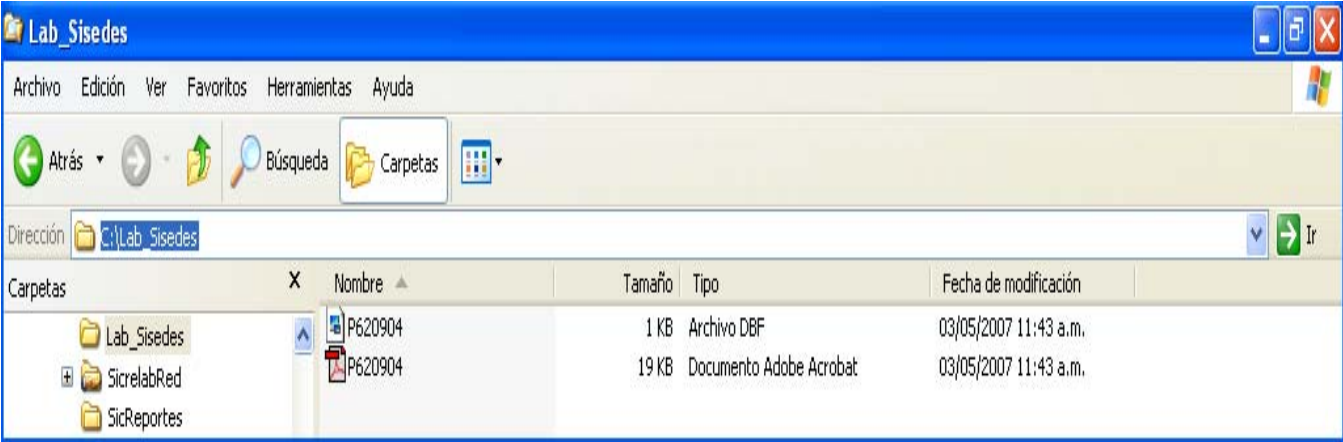 Lab_Sisedes
Archivo Edición Ver Favoritos Herramientas Ayuda
Atrás Búsqueda Carpetas
Dirección C:\Lab_Sisedes Ir
Carpetas X Nombre Tamaño Tipo Fecha de modificación
Lab_Sisedes P620904 1 KB Archivo DBF 03/05/2007 11:43 a.m.
SicrelabRed P620904 19 KB Documento Adobe Acrobat 03/05/2007 11:43 a.m.
SicReportes